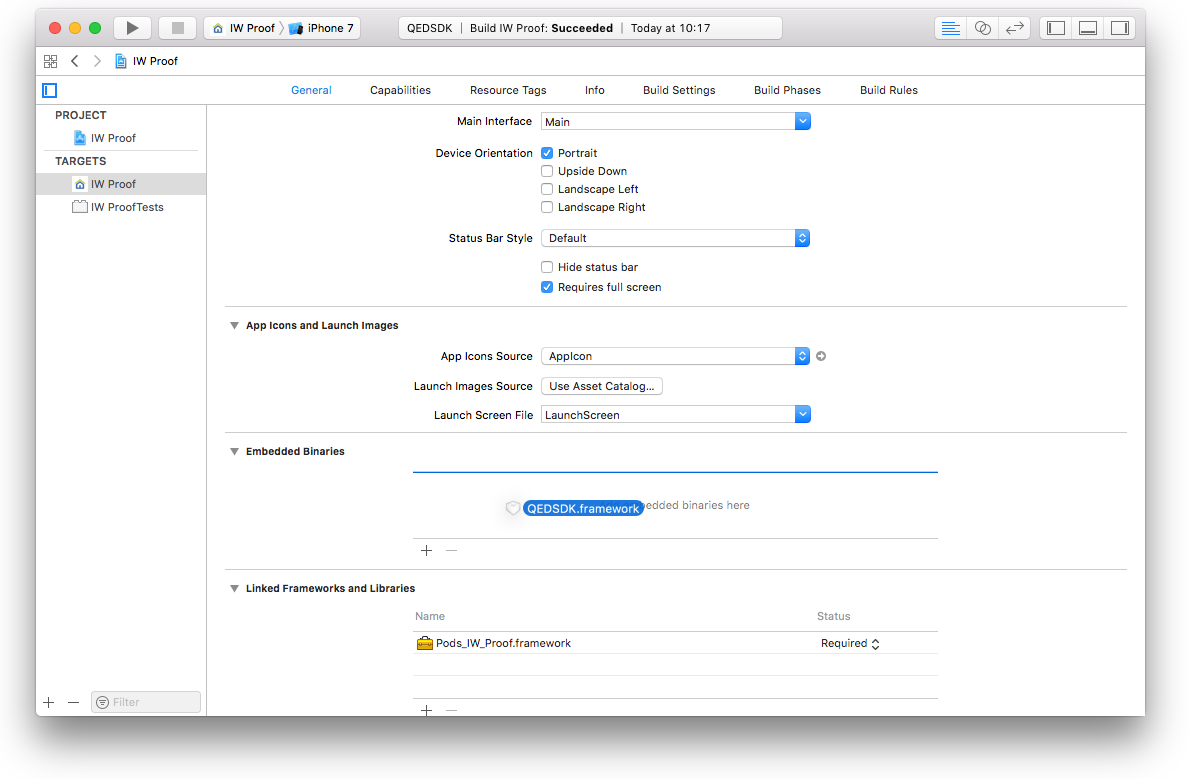 IW Proof iPhone 7 QEDSDK Build IW Proof: Succeeded Today at 10:17
IW Proof
General Capabilities Resource Tags Info Build Settings Build Phases Build Rules
PROJECT
IW Proof
TARGETS
IW Proof
IW ProofTests
Main Interface Main
Device Orientation Portrait
Upside Down
Landscape Left
Landscape Right
Status Bar Style Default
Hide status bar
Requires full screen
App Icons and Launch Images
App Icons Source AppIcon
Launch Images Source Use Asset Catalog...
Launch Screen File LaunchScreen
Embedded Binaries
QEDSDK.framework bedded binaries here
Linked Frameworks and Libraries
Name Status
Pods_IW_Proof.framework Required
Filter